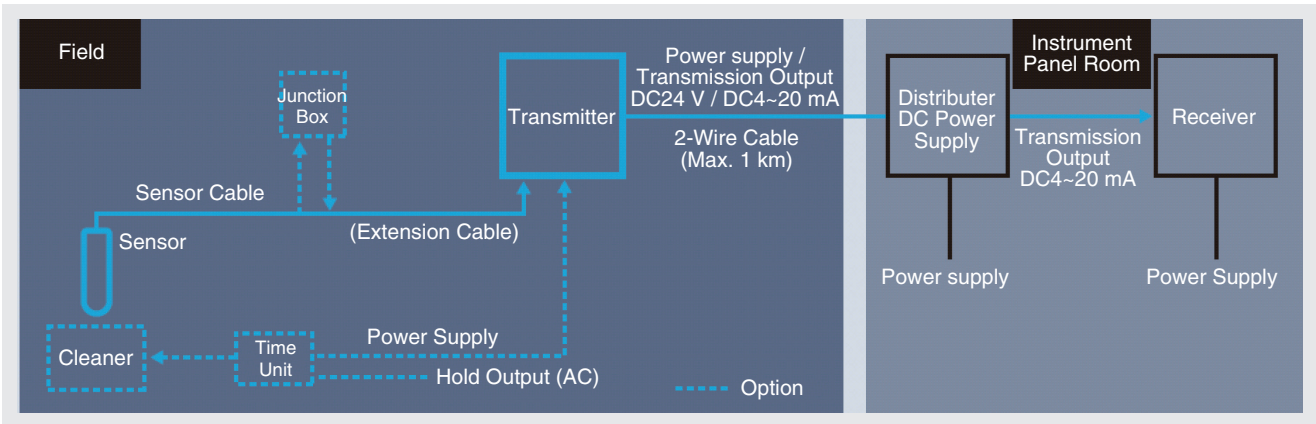 Field
Junction
Box
Sensor Cable
Sensor
(Extension Cable)
Transmitter
Power supply /
Transmission Output
DC24 V / DC4~20 mA
2-Wire Cable
(Max. 1 km)
Cleaner
Time
Unit
Power Supply
Hold Output (AC)
Option
Instrument
Panel Room
Distributer
DC Power
Supply
Transmission
Output
DC4~20 mA
Receiver
Power supply
Power Supply